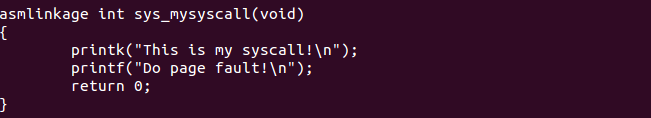 asmlinkage int sys_mysyscall(void)
{
        printk("This is my syscall!\n");
        printf("Do page fault!\n");
        return 0;
}